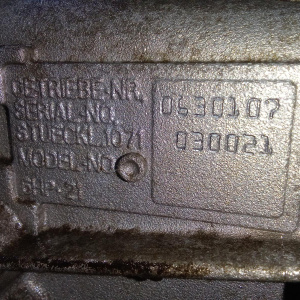 GETRIEBE-NR. 0630107
SERIAL-NO.
STUECKL.1071 030021
MODEL-NO
6HP-21